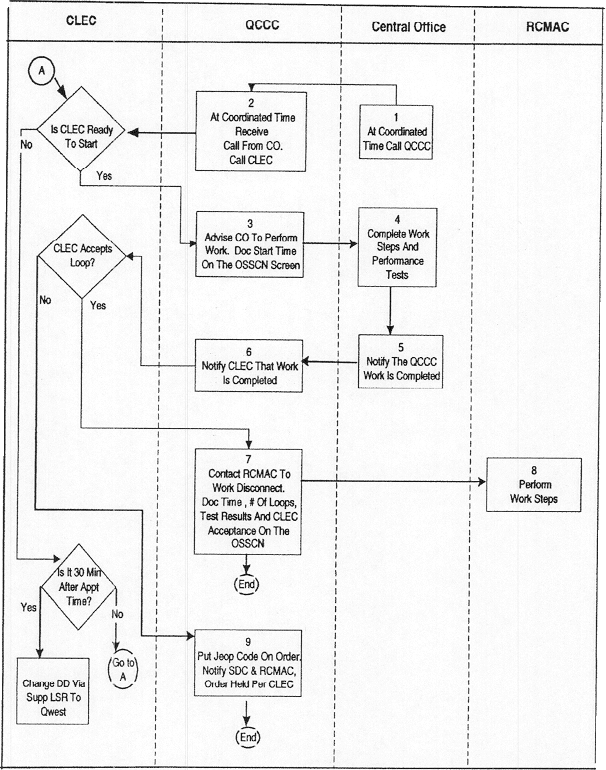 CLEC
QCCC
Central Office
RCMAC
A
2
At Coordinated Time
Receive
Call From CO.
Call CLEC
1
At Coordinated
Time Call QCCC
Is CLEC Ready
To Start
No
Yes
3
Advise CO To Perform
Work. Doc Start Time
On The OSSCN Screen
4
Complete Work
Steps And
Performance
Tests
CLEC Accepts
Loop?
No
Yes
6
Notify CLEC That Work
Is Completed
5
Notify The QCCC
Work Is Completed
7
Contact RCMAC To
Work Disconnect.
Doc Time , # Of Loops,
Test Results And CLEC
Acceptance On The
OSSCN
8
Perform
Work Steps
(End)
Is It 30 Min
After Appt
Time?
Yes
No
Change DD Via
Supp LSR To
Qwest
Go to
A
9
Put Jeop Code On Order.
Notify SDC & RCMAC,
Order Held Per CLEC
(End)